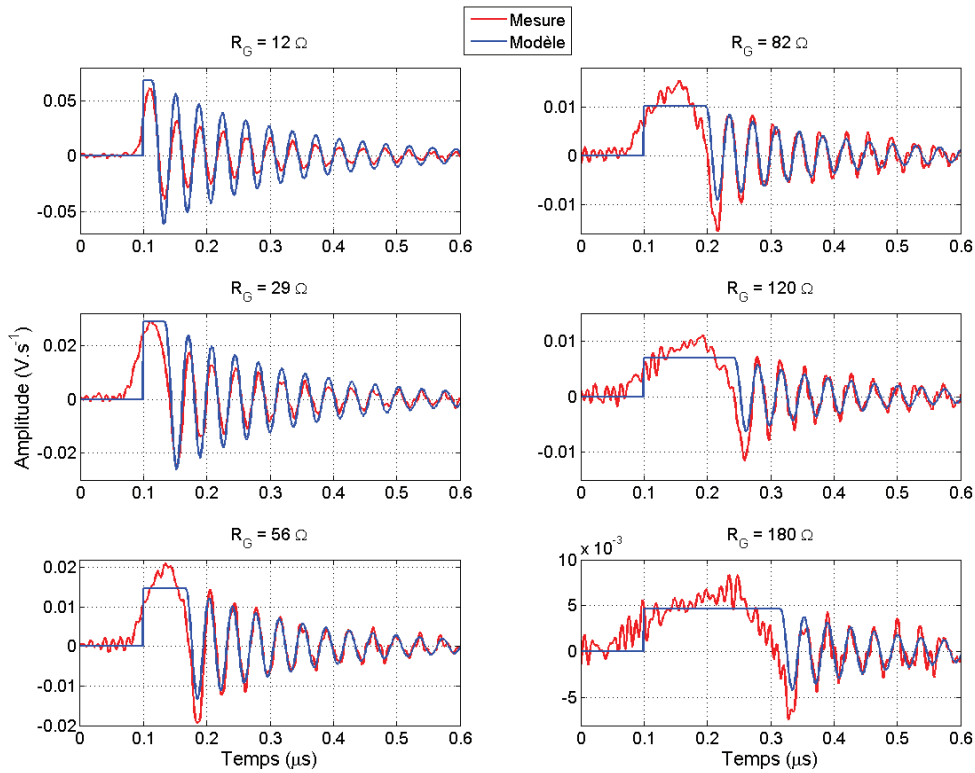 Mesure
Modèle
R_G = 12 Ω
0.05
0
-0.05
0 0.1 0.2 0.3 0.4 0.5 0.6
R_G = 82 Ω
0.01
0
-0.01
0 0.1 0.2 0.3 0.4 0.5 0.6
R_G = 29 Ω
Amplitude (V.s⁻¹)
0.02
0
-0.02
0 0.1 0.2 0.3 0.4 0.5 0.6
R_G = 120 Ω
0.01
0
-0.01
0 0.1 0.2 0.3 0.4 0.5 0.6
R_G = 56 Ω
0.02
0.01
0
-0.01
-0.02
0 0.1 0.2 0.3 0.4 0.5 0.6
Temps (μs)
R_G = 180 Ω
10 x 10⁻³
5
0
-5
0 0.1 0.2 0.3 0.4 0.5 0.6
Temps (μs)